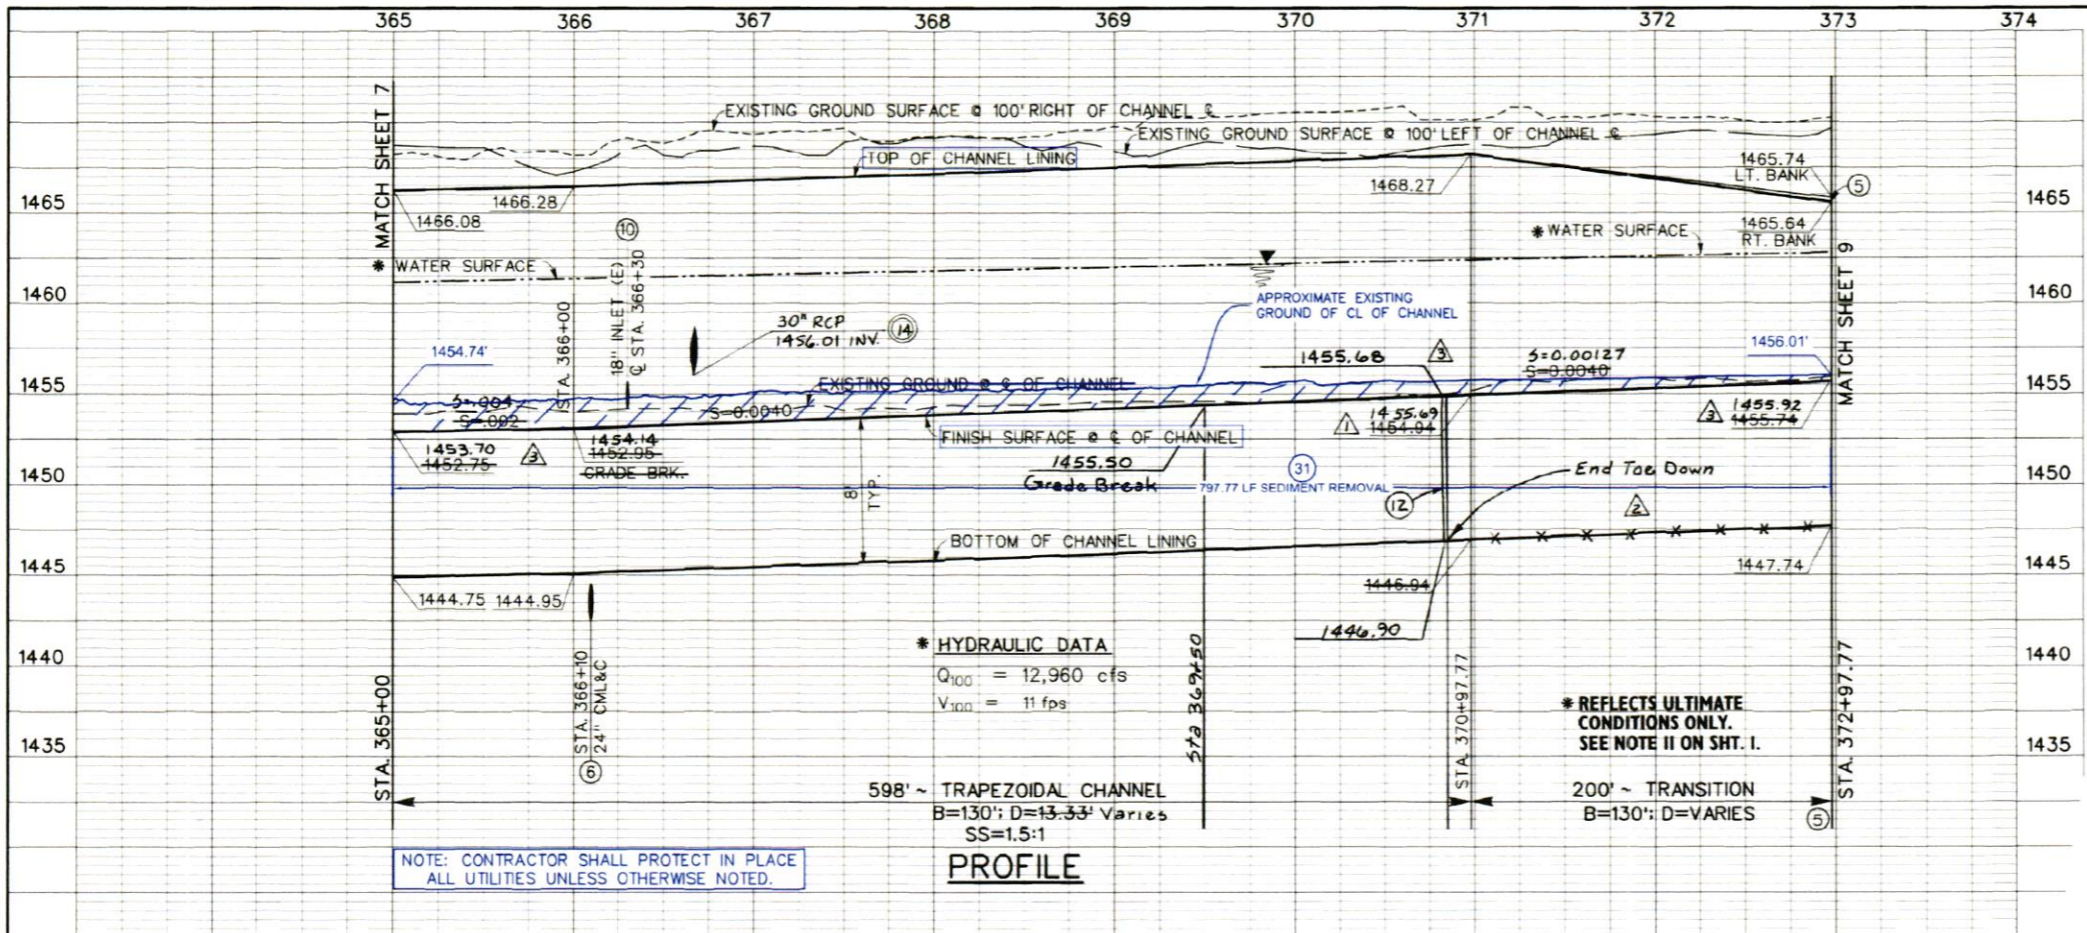 365 366 367 368 369 370 371 372 373 374
MATCH SHEET 7
EXISTING GROUND SURFACE @ 100' RIGHT OF CHANNEL ℄
EXISTING GROUND SURFACE @ 100' LEFT OF CHANNEL ℄
TOP OF CHANNEL LINING
1465.74
LT. BANK
5
1468.27
1465
1466.28
1466.08
1465.64
RT. BANK
1465
10
* WATER SURFACE
* WATER SURFACE
MATCH SHEET 9
1460
1460
STA. 366+00
18" INLET (E)
℄ STA. 366+30
APPROXIMATE EXISTING
GROUND OF CL OF CHANNEL
30" RCP
1456.01 INV.
14
1454.74'
1455.68
3
S=0.00127
S=0.0040
1456.01'
1455
EXISTING GROUND @ ℄ OF CHANNEL
1455
S=.004
S=.002
S=0.0040
1455.69
1454.94
1
3
1455.92
1455.74
FINISH SURFACE @ ℄ OF CHANNEL
1453.70
1452.75
3
1454.14
1452.95
GRADE BRK.
1455.50
Grade Break
31
797.77 LF SEDIMENT REMOVAL
End Toe Down
1450
1450
8'
TYP.
12
2
BOTTOM OF CHANNEL LINING
1445
1445
1444.75 1444.95
1446.94
1447.74
1446.90
1440
1440
STA. 365+00
STA. 366+10
24" CML&C
6
* HYDRAULIC DATA
Q100 = 12,960 cfs
V100 = 11 fps
Sta 369+50
STA. 370+97.77
* REFLECTS ULTIMATE
CONDITIONS ONLY.
SEE NOTE 11 ON SHT. 1.
STA. 372+97.77
1435
1435
598' ~ TRAPEZOIDAL CHANNEL
B=130'; D=13.33' Varies
SS=1.5:1
200' ~ TRANSITION
B=130'; D=VARIES
5
NOTE: CONTRACTOR SHALL PROTECT IN PLACE
ALL UTILITIES UNLESS OTHERWISE NOTED.
PROFILE